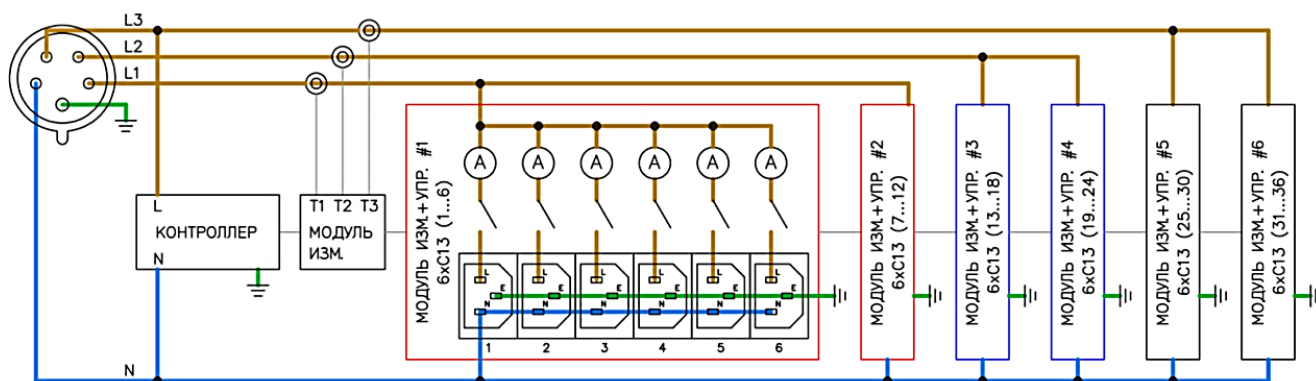 L3
L2
L1
L
КОНТРОЛЛЕР
N
T1 T2 T3
МОДУЛЬ
ИЗМ.
МОДУЛЬ ИЗМ.+УПР. #1
6xC13 (1...6)
A A A A A A
L L L L L L
E E E E E E
N N N N N N
1 2 3 4 5 6
МОДУЛЬ ИЗМ.+УПР. #2
6xC13 (7...12)
МОДУЛЬ ИЗМ.+УПР. #3
6xC13 (13...18)
МОДУЛЬ ИЗМ.+УПР. #4
6xC13 (19...24)
МОДУЛЬ ИЗМ.+УПР. #5
6xC13 (25...30)
МОДУЛЬ ИЗМ.+УПР. #6
6xC13 (31...36)
N